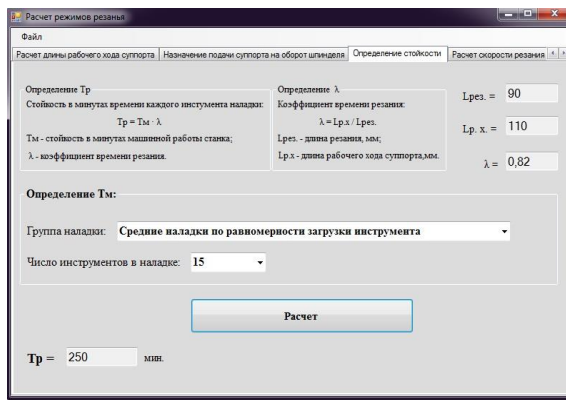 Расчет режимов резанья
Файл
Расчет длины рабочего хода суппорта
Назначение подачи суппорта на оборот шпинделя
Определение стойкости
Расчет скорости резания
Определение Тр
Стойкость в минутах времени каждого инстумента наладки:
Тр = Тм · λ
Тм - стойкость в минутах машинной работы станка;
λ - коэффициент времени резания.
Определение λ
Коэффициент времени резания:
λ = Lр.х / Lрез.
Lрез. - длина резания, мм;
Lр.х - длина рабочего хода суппорта,мм.
Lрез. = 90
Lр. х. = 110
λ = 0,82
Определение Тм:
Группа наладки: Средние наладки по равномерности загрузки инструмента
Число инструментов в наладке: 15
Расчет
Тр = 250 мин.